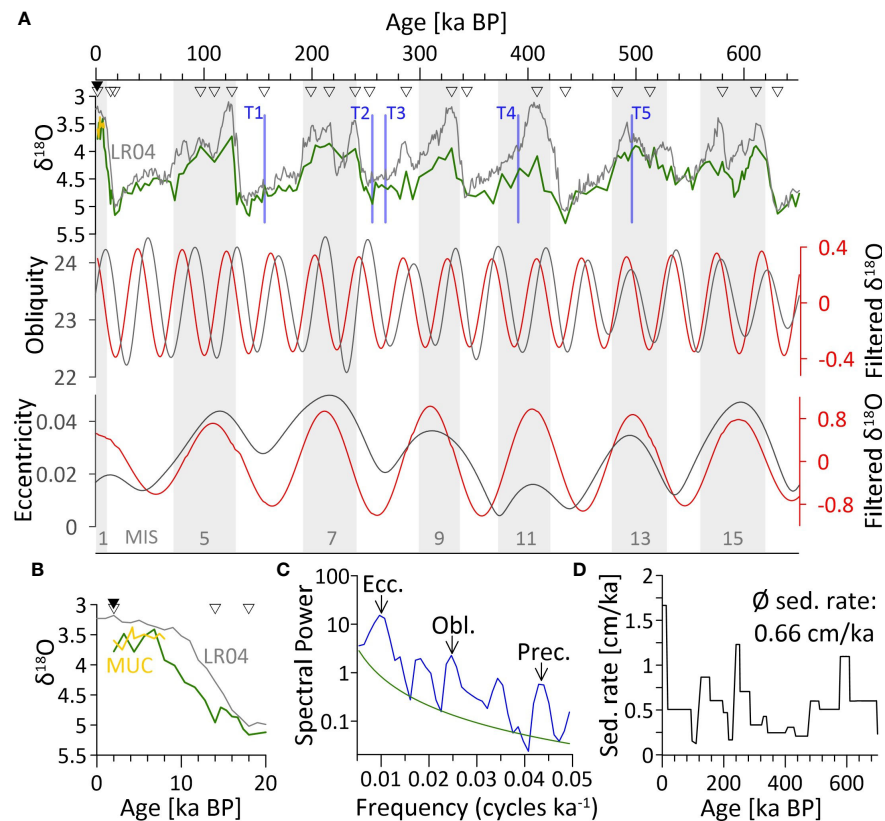 A
Age [ka BP]
0 100 200 300 400 500 600
3
3.5
4
4.5
5
5.5
δ¹⁸O
LR04
T1
T2
T3
T4
T5
Obliquity
24
23
22
0.4
0
-0.4
Filtered δ¹⁸O
Eccentricity
0.04
0.02
0
0.8
0
-0.8
Filtered δ¹⁸O
1 MIS 5 7 9 11 13 15
B
δ¹⁸O
3
3.5
4
4.5
5
5.5
MUC
LR04
0 10 20
Age [ka BP]
C
Spectral Power
100
10
1
0.1
Ecc.
Obl.
Prec.
0.01 0.02 0.03 0.04 0.05
Frequency (cycles ka⁻¹)
D
Sed. rate [cm/ka]
2
1.5
1
0.5
0
Ø sed. rate:
0.66 cm/ka
0 200 400 600
Age [ka BP]